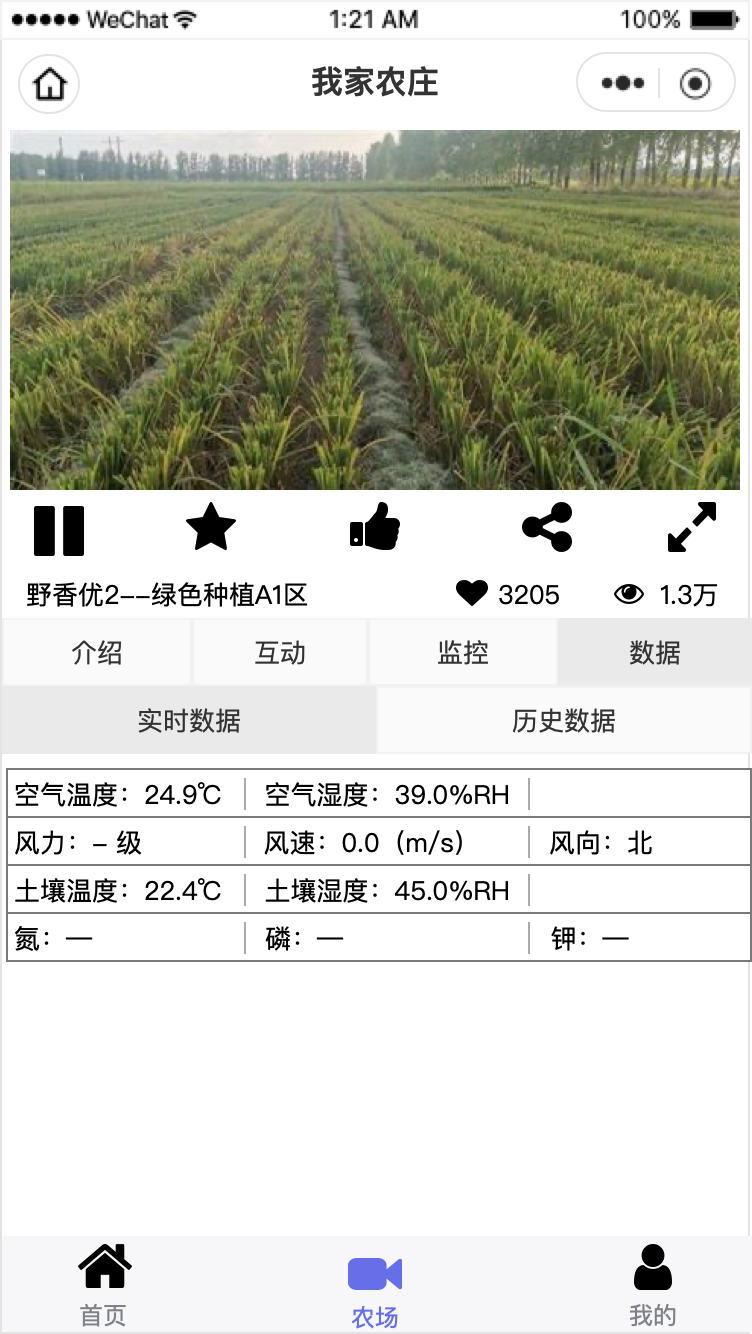 WeChat 1:21 AM 100%
我家农庄
野香优2--绿色种植A1区 3205 1.3万
介绍 互动 监控 数据
实时数据 历史数据
空气温度：24.9℃ 空气湿度：39.0%RH
风力：- 级 风速：0.0（m/s） 风向：北
土壤温度：22.4℃ 土壤湿度：45.0%RH
氮：— 磷：— 钾：—
首页 农场 我的